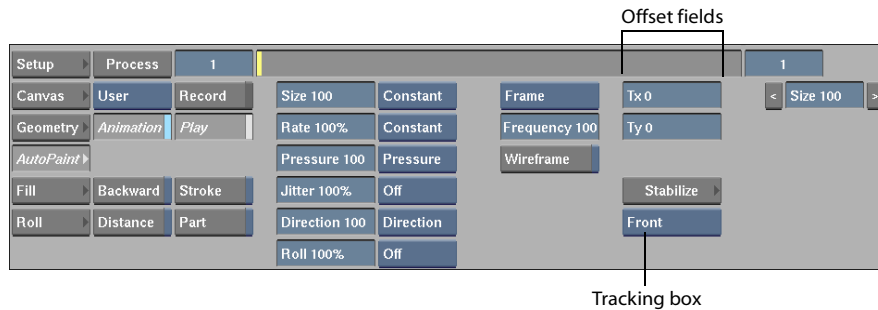 Offset fields
Setup Process 1 1
Canvas User Record Size 100 Constant Frame Tx 0 < Size 100 >
Geometry Animation Play Rate 100% Constant Frequency 100 Ty 0
AutoPaint Pressure 100 Pressure Wireframe
Fill Backward Stroke Jitter 100% Off Stabilize
Roll Distance Part Direction 100 Direction Front
Roll 100% Off
Tracking box